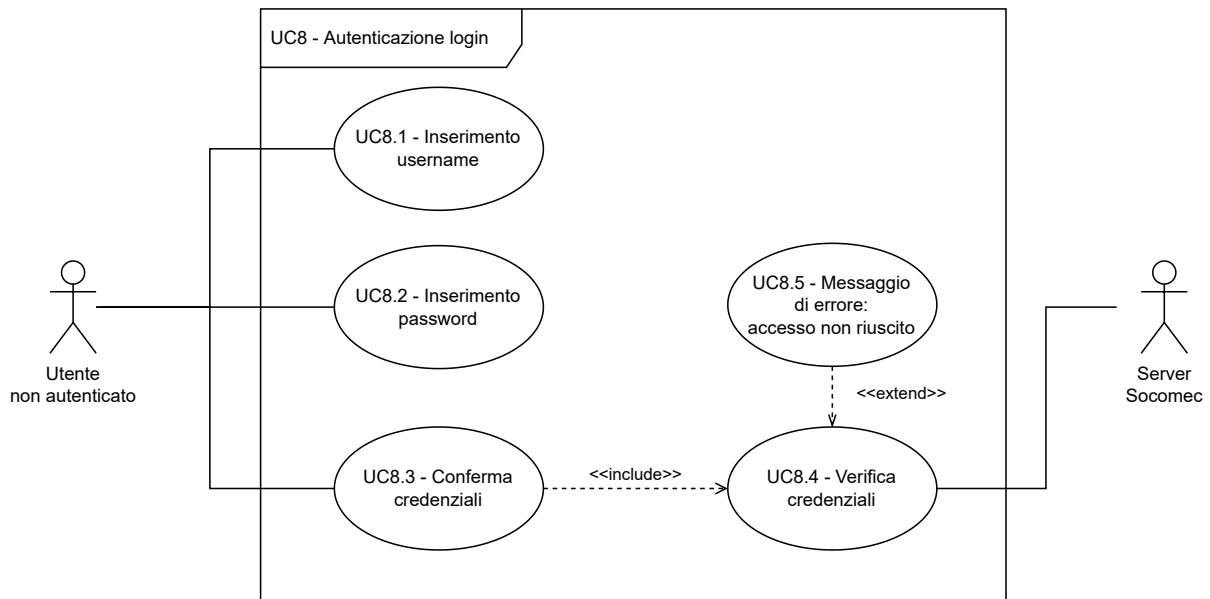 UC8 - Autenticazione login
UC8.1 - Inserimento
username
UC8.2 - Inserimento
password
UC8.5 - Messaggio
di errore:
accesso non riuscito
Utente
non autenticato
Server
Socomec
<<extend>>
UC8.3 - Conferma
credenziali
<<include>>
UC8.4 - Verifica
credenziali